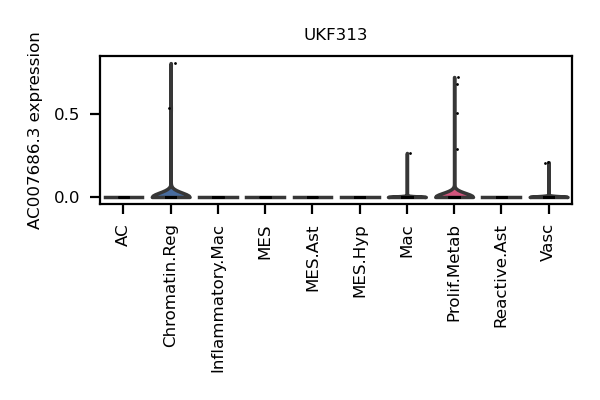 UKF313
AC007686.3 expression
0.5
0.0
AC
Chromatin.Reg
Inflammatory.Mac
MES
MES.Ast
MES.Hyp
Mac
Prolif.Metab
Reactive.Ast
Vasc